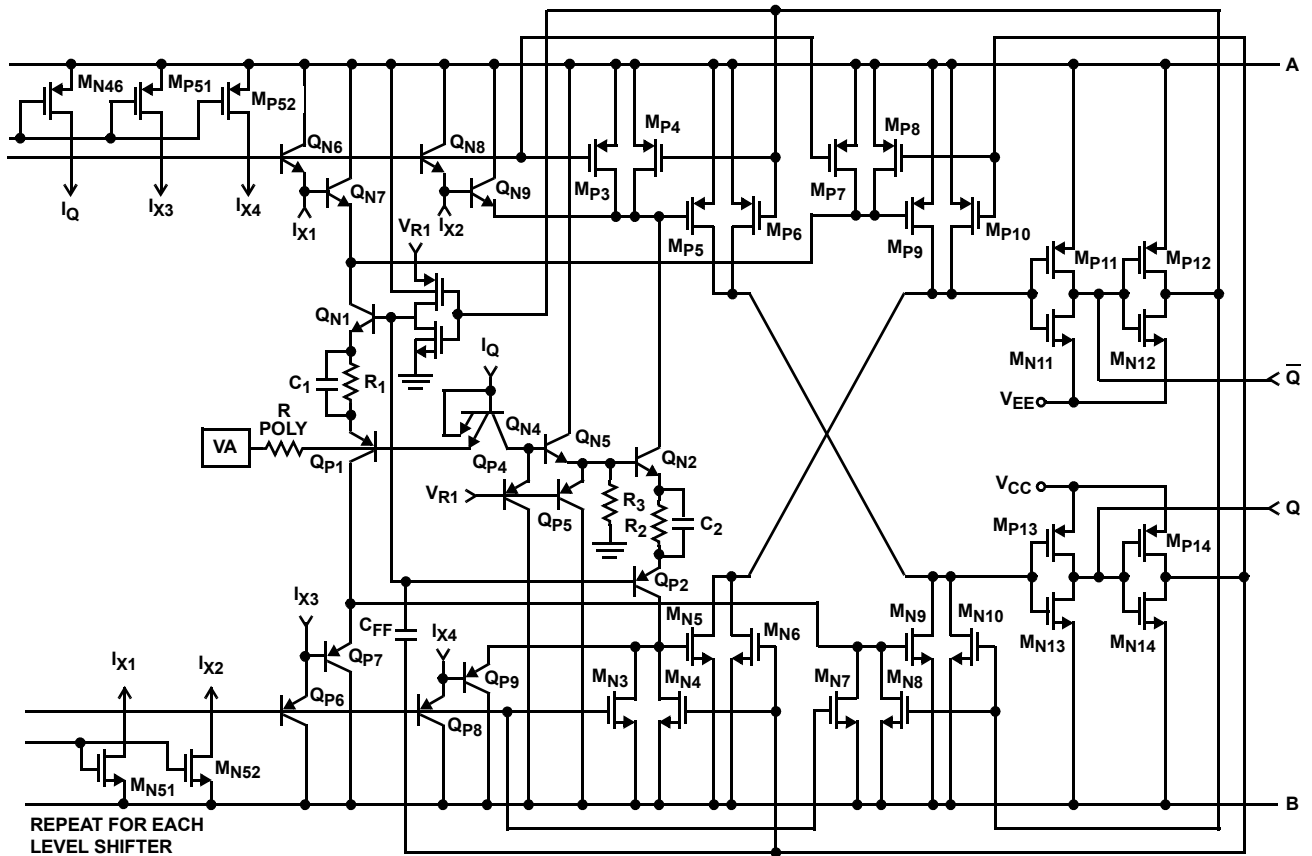 A
MN46
MP51
MP52
QN6
QN8
MP4
MP8
MP3
MP7
QN7
QN9
IQ
IX3
IX4
IX1
VR1
IX2
MP5
MP6
MP9
MP10
MP11
MP12
QN1
MN11
MN12
Q̅
VEE
C1
R1
IQ
R
POLY
VA
QP1
QN4
QN5
QN2
QP4
VR1
QP5
R3
R2
C2
VCC
Q
MP13
MP14
QP2
IX3
CFF
IX4
MN5
MN6
MN9
MN10
MN13
MN14
QP7
QP9
IX1
IX2
QP6
QP8
MN3
MN4
MN7
MN8
MN51
MN52
B
REPEAT FOR EACH
LEVEL SHIFTER